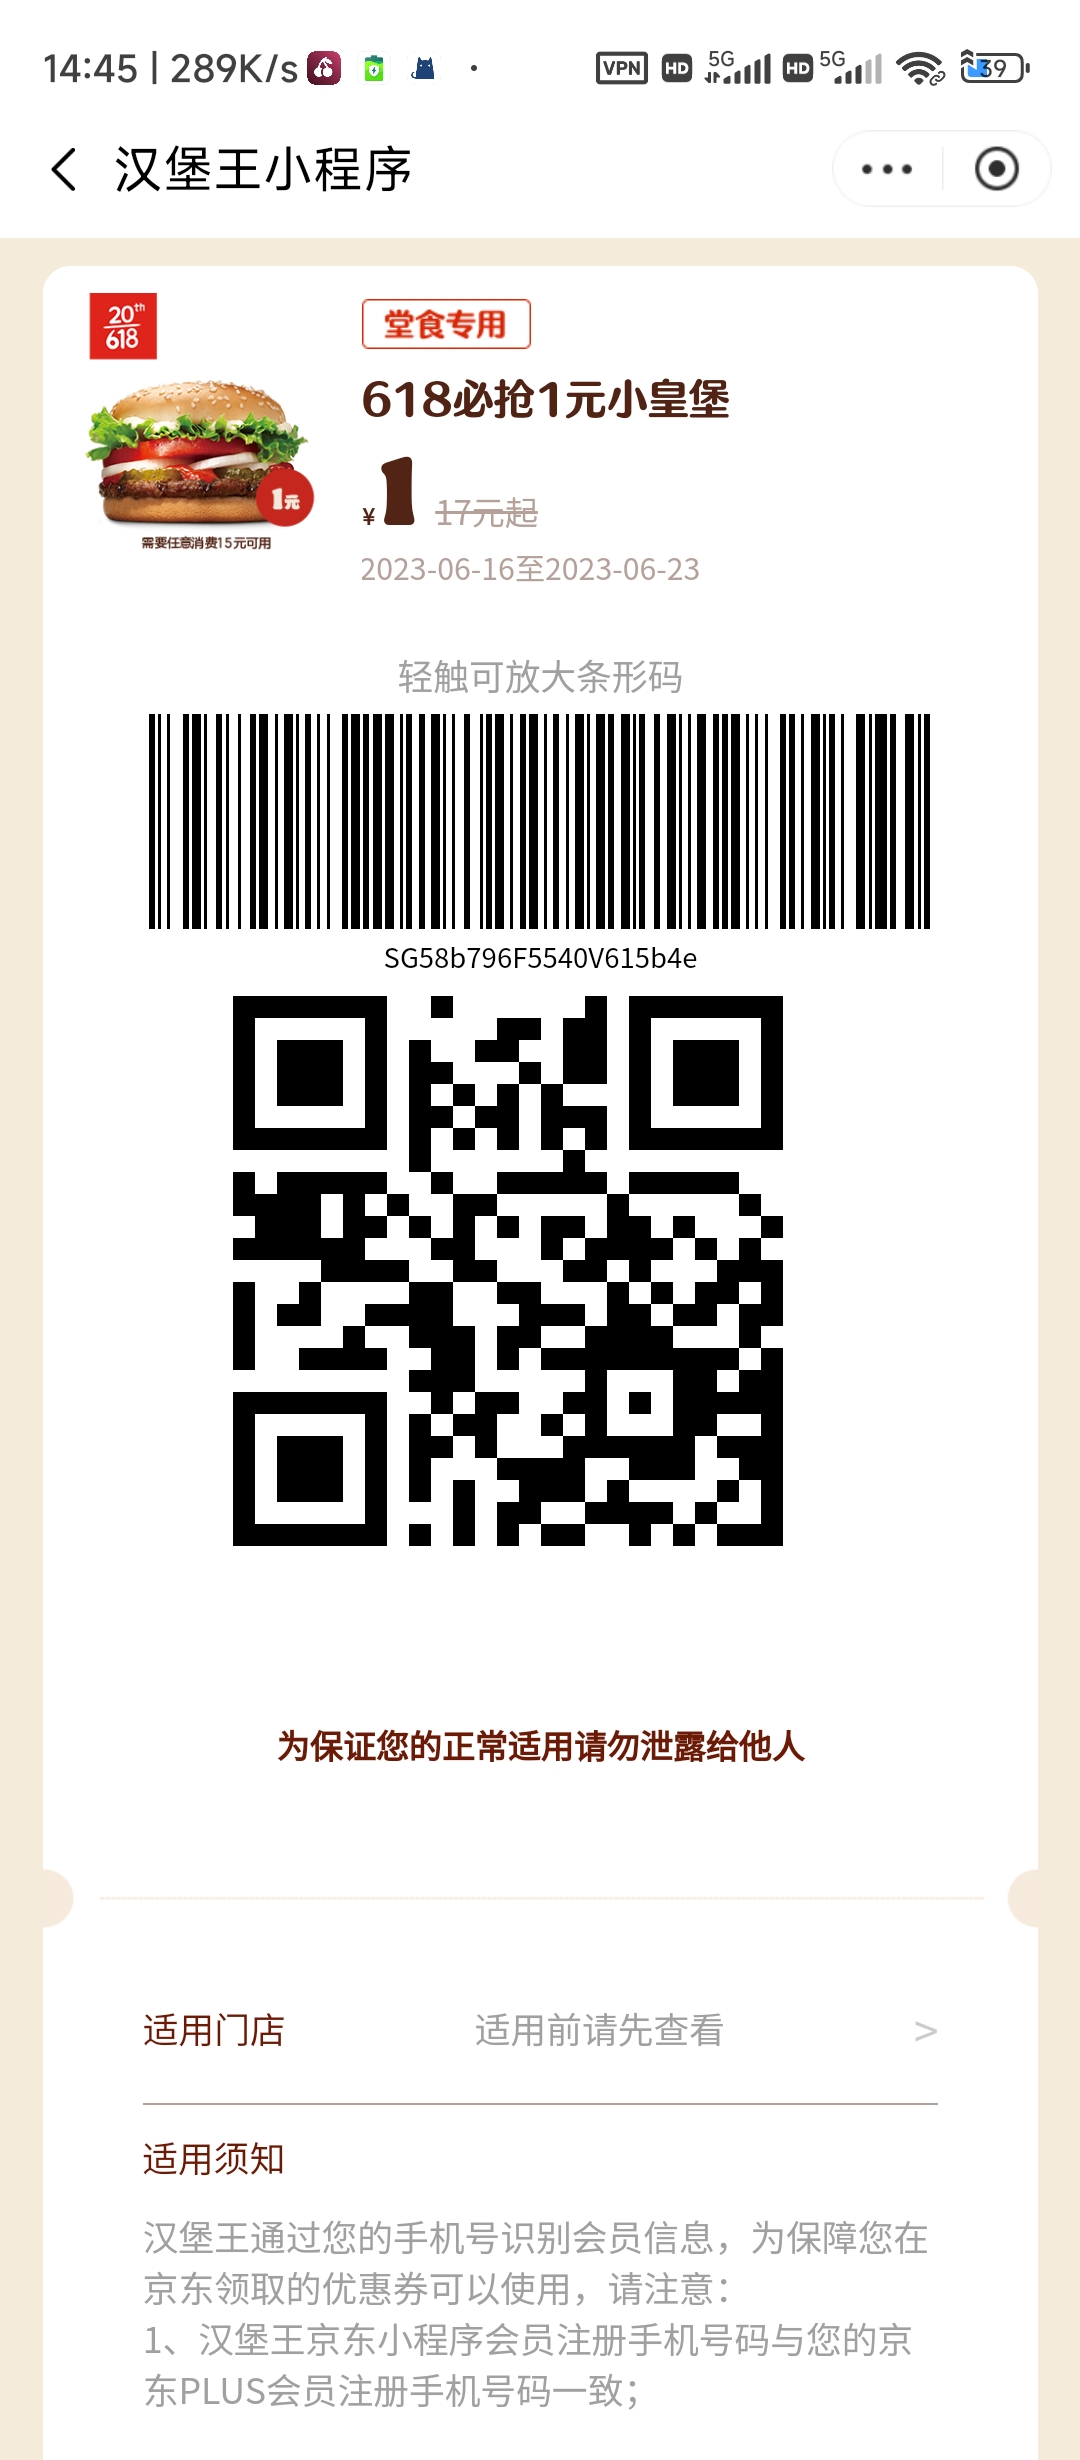 14:45 | 289K/s
VPN HD 5G HD 5G 39
汉堡王小程序
20th
618
堂食专用
618必抢1元小皇堡
¥1 17元起
1元
需要任意消费15元可用
2023-06-16至2023-06-23
轻触可放大条形码
SG58b796F5540V615b4e
为保证您的正常适用请勿泄露给他人
适用门店 适用前请先查看 >
适用须知
汉堡王通过您的手机号识别会员信息，为保障您在
京东领取的优惠券可以使用，请注意：
1、汉堡王京东小程序会员注册手机号码与您的京
东PLUS会员注册手机号码一致；